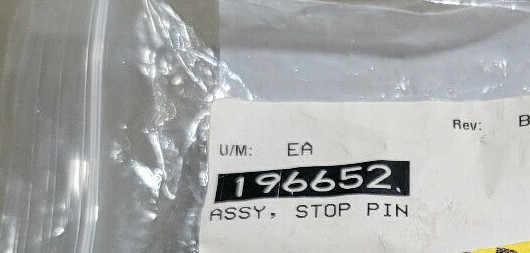 Rev: B
U/M: EA
196652.
ASSY, STOP PIN